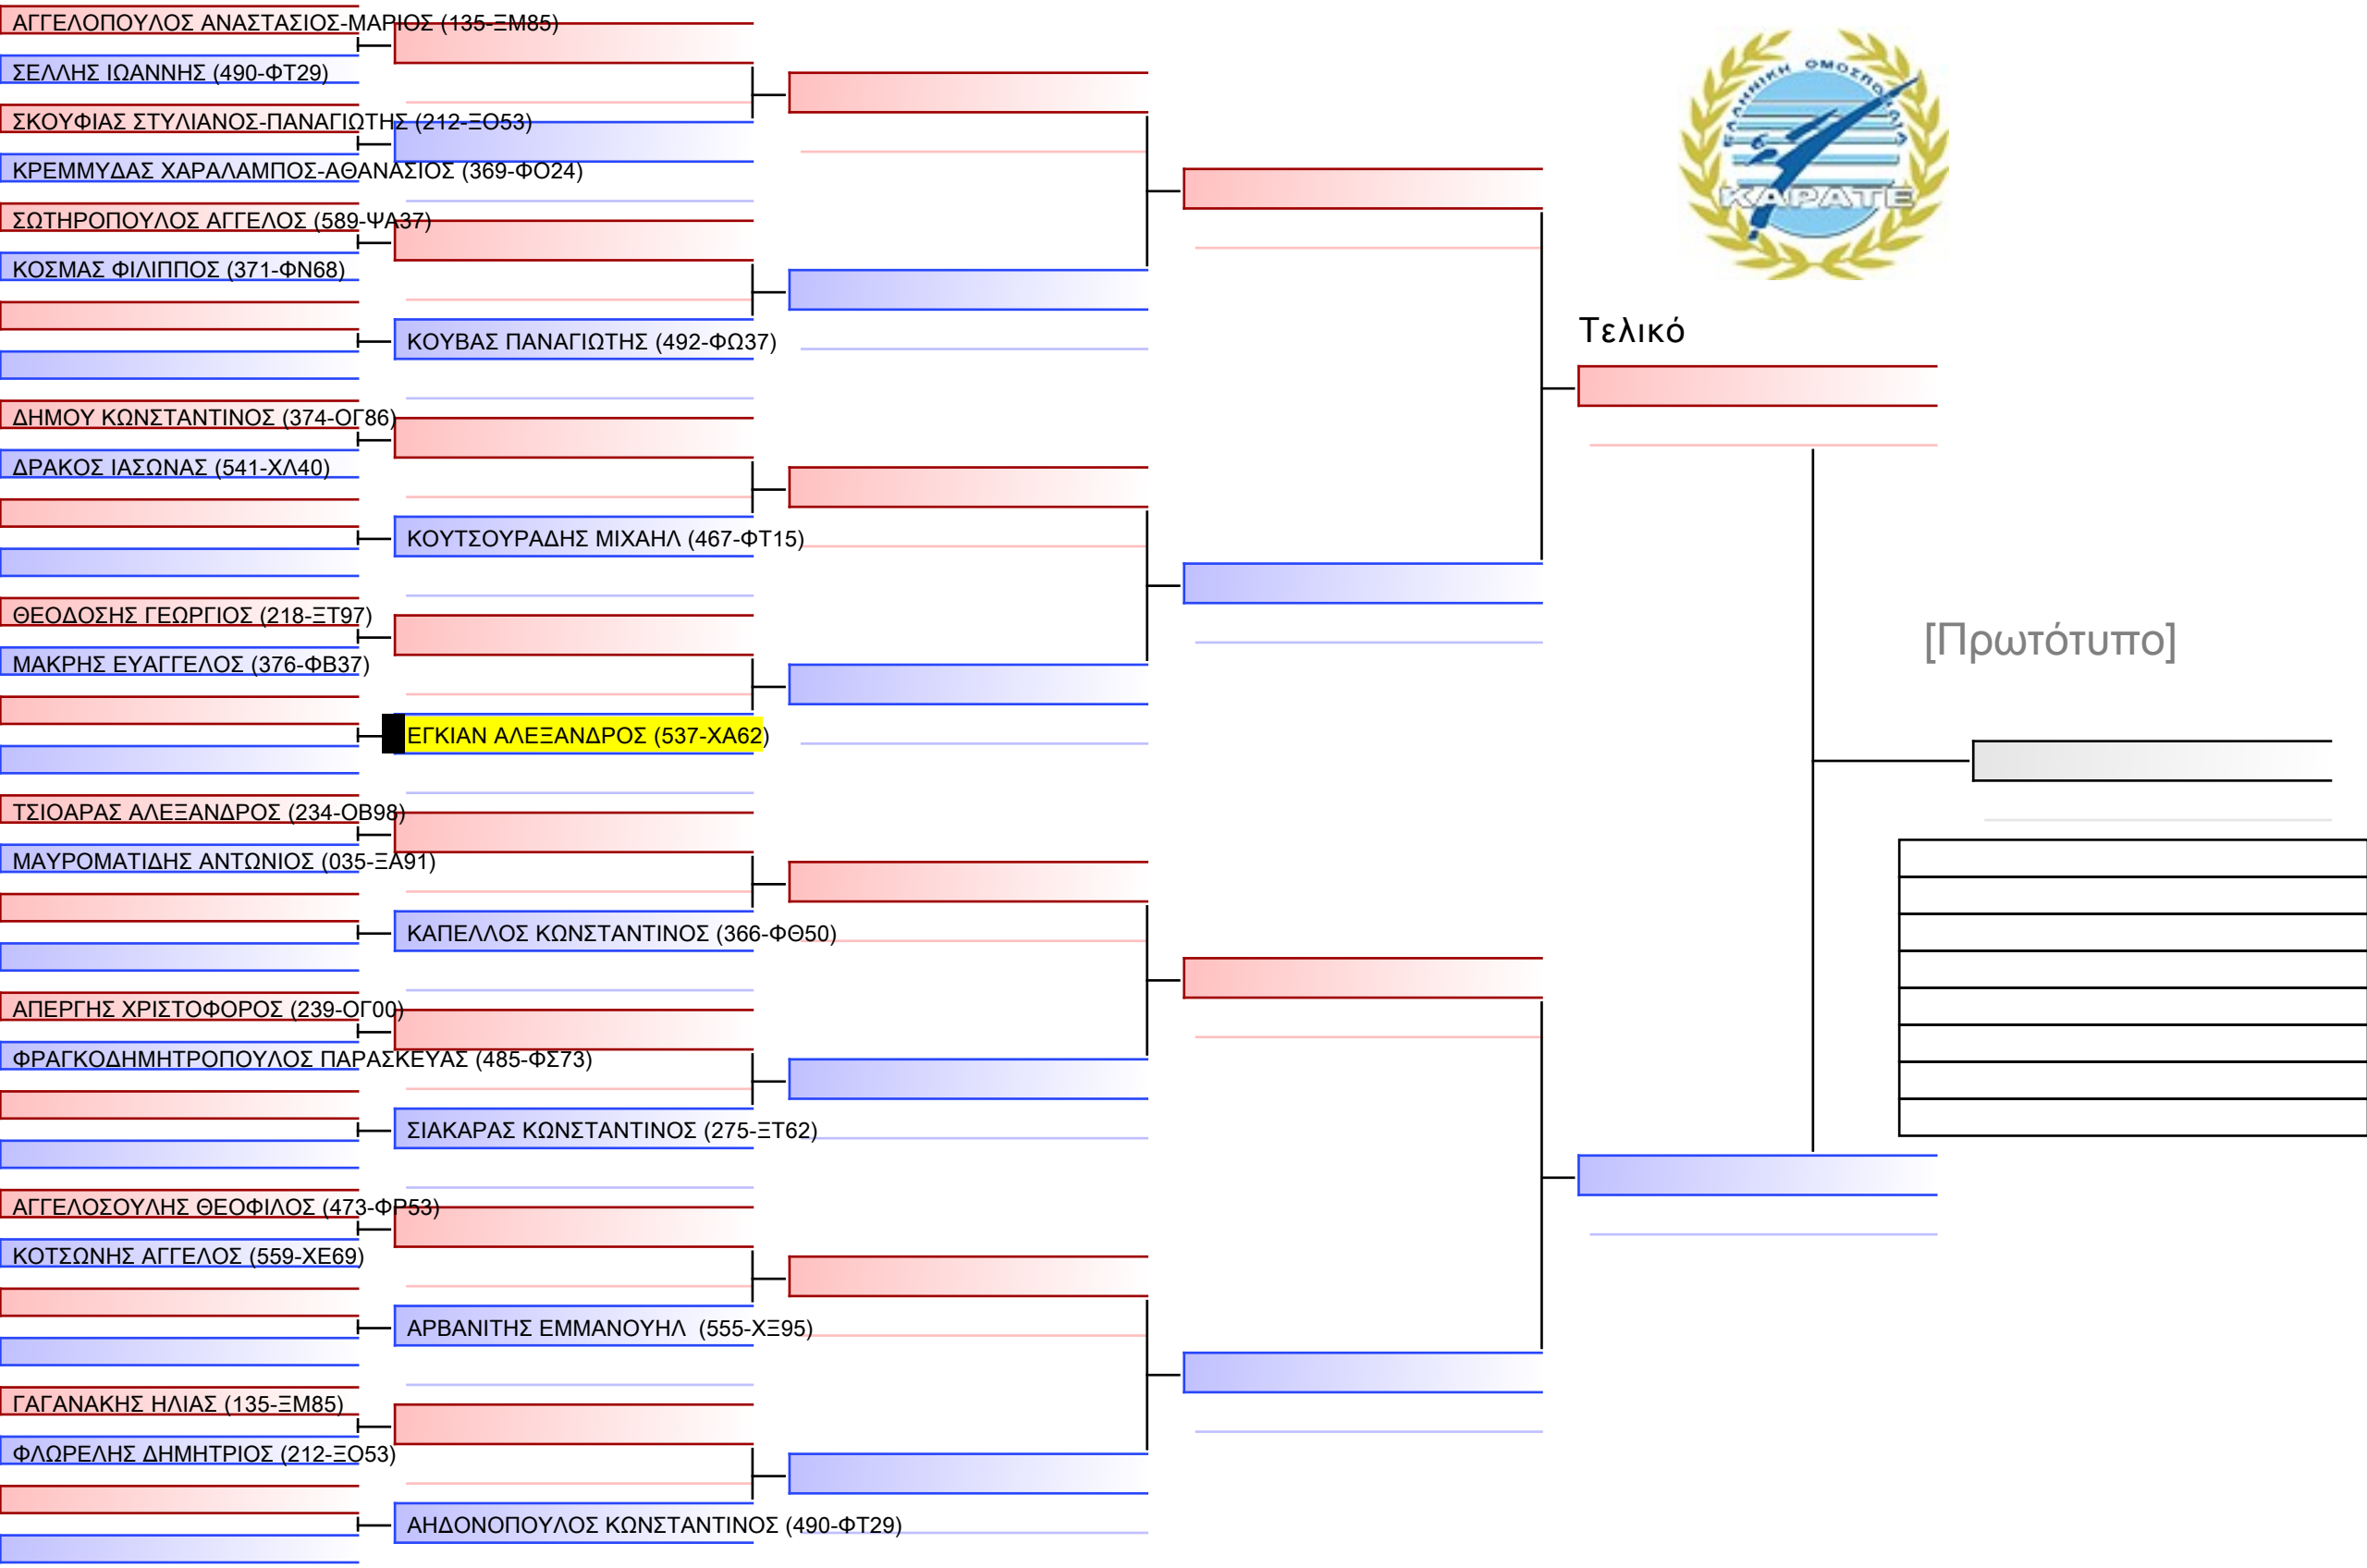 ΑΓΓΕΛΟΠΟΥΛΟΣ ΑΝΑΣΤΑΣΙΟΣ-ΜΑΡΙΟΣ (135-ΞΜ85)
ΣΕΛΛΗΣ ΙΩΑΝΝΗΣ (490-ΦΤ29)
ΣΚΟΥΦΙΑΣ ΣΤΥΛΙΑΝΟΣ-ΠΑΝΑΓΙΩΤΗΣ (212-ΞΟ53)
ΚΡΕΜΜΥΔΑΣ ΧΑΡΑΛΑΜΠΟΣ-ΑΘΑΝΑΣΙΟΣ (369-ΦΟ24)
ΣΩΤΗΡΟΠΟΥΛΟΣ ΑΓΓΕΛΟΣ (589-ΨΑ37)
ΚΟΣΜΑΣ ΦΙΛΙΠΠΟΣ (371-ΦΝ68)
ΔΗΜΟΥ ΚΩΝΣΤΑΝΤΙΝΟΣ (374-ΟΓ86)
ΔΡΑΚΟΣ ΙΑΣΩΝΑΣ (541-ΧΛ40)
ΘΕΟΔΟΣΗΣ ΓΕΩΡΓΙΟΣ (218-ΞΤ97)
ΜΑΚΡΗΣ ΕΥΑΓΓΕΛΟΣ (376-ΦΒ37)
ΤΣΙΟΑΡΑΣ ΑΛΕΞΑΝΔΡΟΣ (234-ΟΒ98)
ΜΑΥΡΟΜΑΤΙΔΗΣ ΑΝΤΩΝΙΟΣ (035-ΞΑ91)
ΑΠΕΡΓΗΣ ΧΡΙΣΤΟΦΟΡΟΣ (239-ΟΓ00)
ΦΡΑΓΚΟΔΗΜΗΤΡΟΠΟΥΛΟΣ ΠΑΡΑΣΚΕΥΑΣ (485-ΦΣ73)
ΑΓΓΕΛΟΣΟΥΛΗΣ ΘΕΟΦΙΛΟΣ (473-ΦΡ53)
ΚΟΤΣΩΝΗΣ ΑΓΓΕΛΟΣ (559-ΧΕ69)
ΓΑΓΑΝΑΚΗΣ ΗΛΙΑΣ (135-ΞΜ85)
ΦΛΩΡΕΛΗΣ ΔΗΜΗΤΡΙΟΣ (212-ΞΟ53)
ΚΟΥΒΑΣ ΠΑΝΑΓΙΩΤΗΣ (492-ΦΩ37)
ΚΟΥΤΣΟΥΡΑΔΗΣ ΜΙΧΑΗΛ (467-ΦΤ15)
ΕΓΚΙΑΝ ΑΛΕΞΑΝΔΡΟΣ (537-ΧΑ62)
ΚΑΠΕΛΛΟΣ ΚΩΝΣΤΑΝΤΙΝΟΣ (366-ΦΘ50)
ΣΙΑΚΑΡΑΣ ΚΩΝΣΤΑΝΤΙΝΟΣ (275-ΞΤ62)
ΑΡΒΑΝΙΤΗΣ ΕΜΜΑΝΟΥΗΛ (555-ΧΞ95)
ΑΗΔΟΝΟΠΟΥΛΟΣ ΚΩΝΣΤΑΝΤΙΝΟΣ (490-ΦΤ29)
ΕΛΛΗΝΙΚΗ ΟΜΟΣΠΟΝΔΙΑ
ΚΑΡΑΤΕ
Τελικό
[Πρωτότυπο]